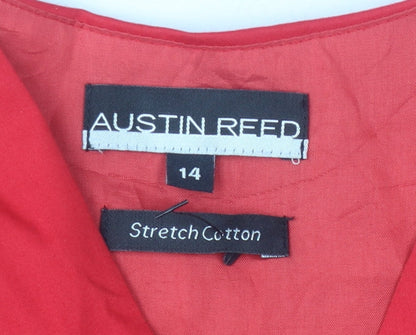 AUSTIN REED
14
Stretch Cotton